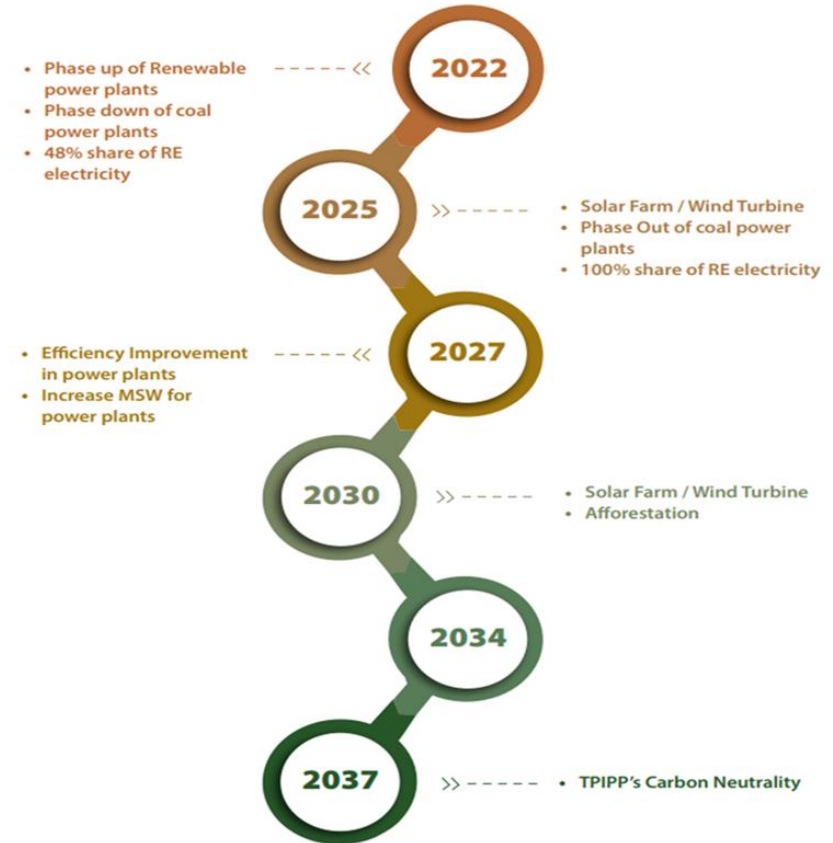 2022
• Phase up of Renewable
power plants
• Phase down of coal
power plants
• 48% share of RE
electricity
2025
• Solar Farm / Wind Turbine
• Phase Out of coal power
plants
• 100% share of RE electricity
2027
• Efficiency Improvement
in power plants
• Increase MSW for
power plants
2030
• Solar Farm / Wind Turbine
• Afforestation
2034
2037
• TPIPP's Carbon Neutrality